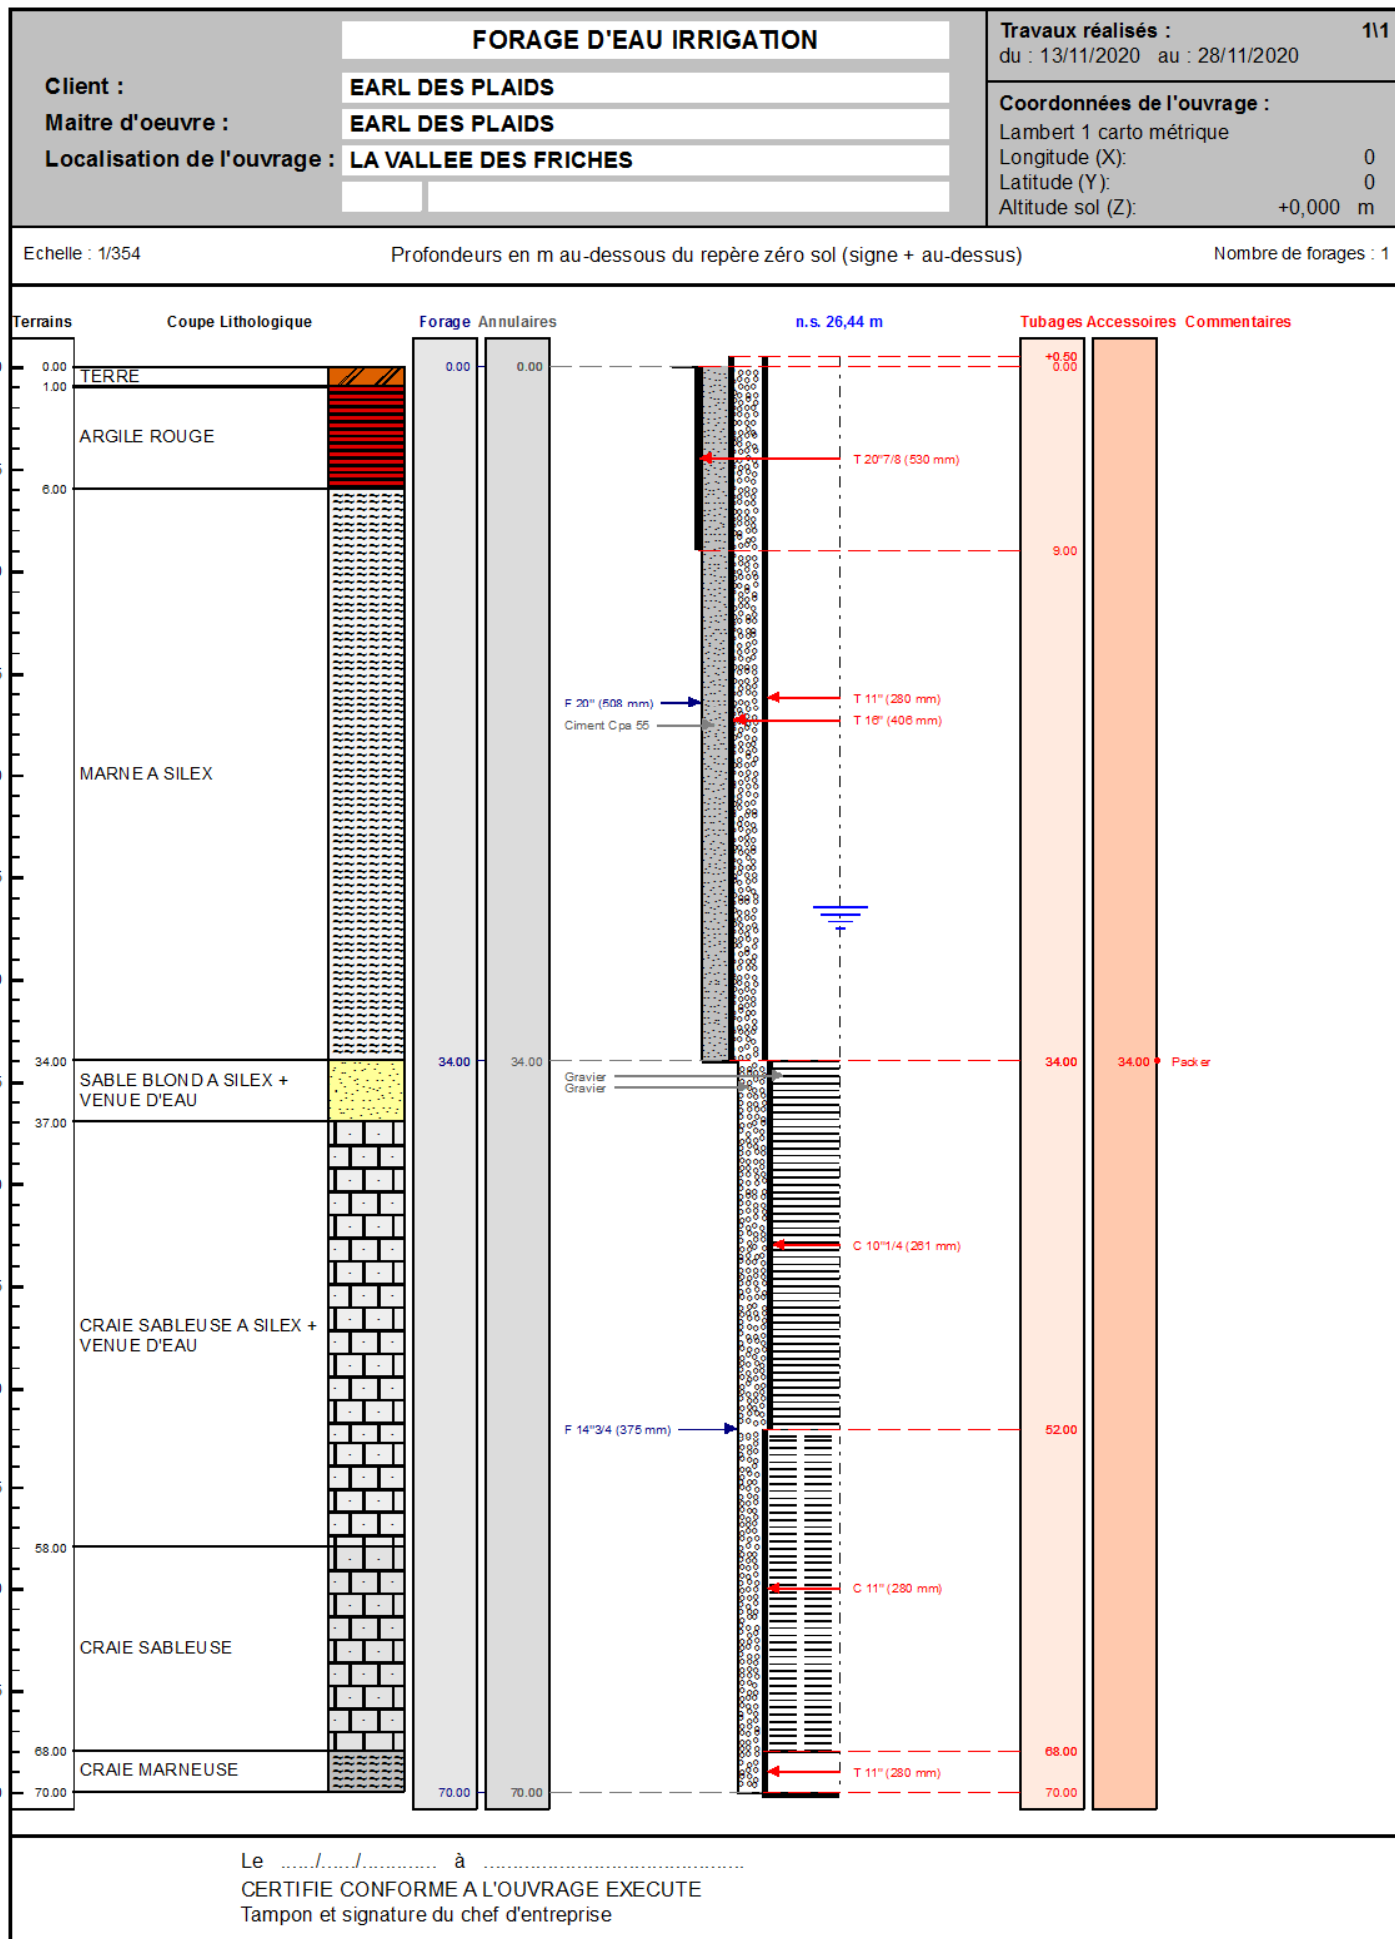 FORAGE D'EAU IRRIGATION
Client :
EARL DES PLAIDS
Maitre d'oeuvre :
EARL DES PLAIDS
Localisation de l'ouvrage :
LA VALLEE DES FRICHES
Travaux réalisés :
1\1
du : 13/11/2020 au : 28/11/2020
Coordonnées de l'ouvrage :
Lambert 1 carto métrique
Longitude (X): 0
Latitude (Y): 0
Altitude sol (Z): +0,000 m
Echelle : 1/354
Profondeurs en m au-dessous du repère zéro sol (signe + au-dessus)
Nombre de forages : 1
Terrains
Coupe Lithologique
Forage
Annulaires
n.s. 26,44 m
Tubages
Accessoires
Commentaires
+0.50
0.00
0.00
0.00
0.00
TERRE
1.00
ARGILE ROUGE
T 20"7/8 (530 mm)
6.00
9.00
F 20" (508 mm)
T 11" (280 mm)
Ciment Cpa 55
T 16" (406 mm)
MARNE A SILEX
34.00
34.00
34.00
34.00
34.00
Packer
SABLE BLOND A SILEX +
VENUE D'EAU
Gravier
Gravier
37.00
C 10"1/4 (261 mm)
CRAIE SABLEUSE A SILEX +
VENUE D'EAU
F 14"3/4 (375 mm)
52.00
58.00
C 11" (280 mm)
CRAIE SABLEUSE
68.00
68.00
CRAIE MARNEUSE
T 11" (280 mm)
70.00
70.00
70.00
70.00
Le ....../....../............. à .............................................
CERTIFIE CONFORME A L'OUVRAGE EXECUTE
Tampon et signature du chef d'entreprise